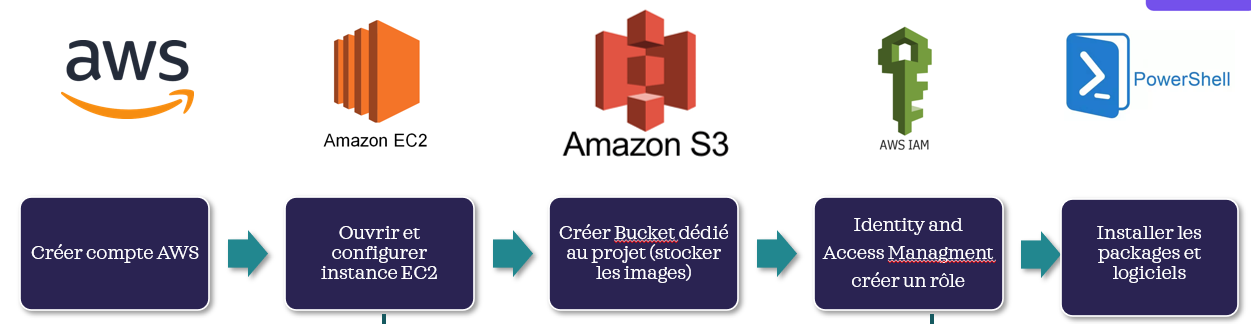 aws
Amazon EC2
Amazon S3
AWS IAM
PowerShell
Créer compte AWS
Ouvrir et
configurer
instance EC2
Créer Bucket dédié
au projet (stocker
les images)
Identity and
Access Managment
créer un rôle
Installer les
packages et
logiciels